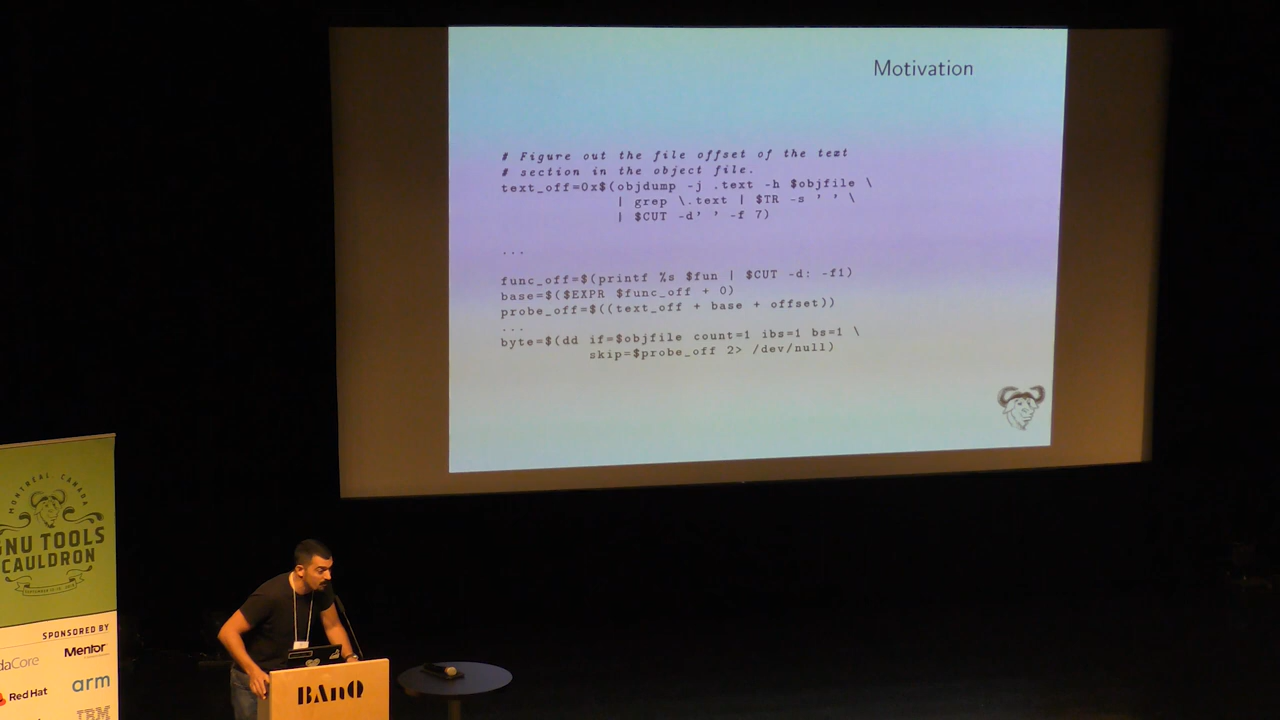 Motivation
# Figure out the file offset of the text
# section in the object file.
text_off=0x$(objdump -j .text -h $objfile \
| grep \.text | $TR -s ' ' \
| $CUT -d' ' -f 7)
...
func_off=$(printf %s $fun | $CUT -d: -f1)
base=$($EXPR $func_off + 0)
probe_off=$((text_off + base + offset))
...
byte=$(dd if=$objfile count=1 ibs=1 bs=1 \
skip=$probe_off 2> /dev/null)
MONTRÉAL, CANADA
GNU TOOLS
CAULDRON
SPONSORED BY
daCore
Mentor
Red Hat
arm
IBM
BAnQ